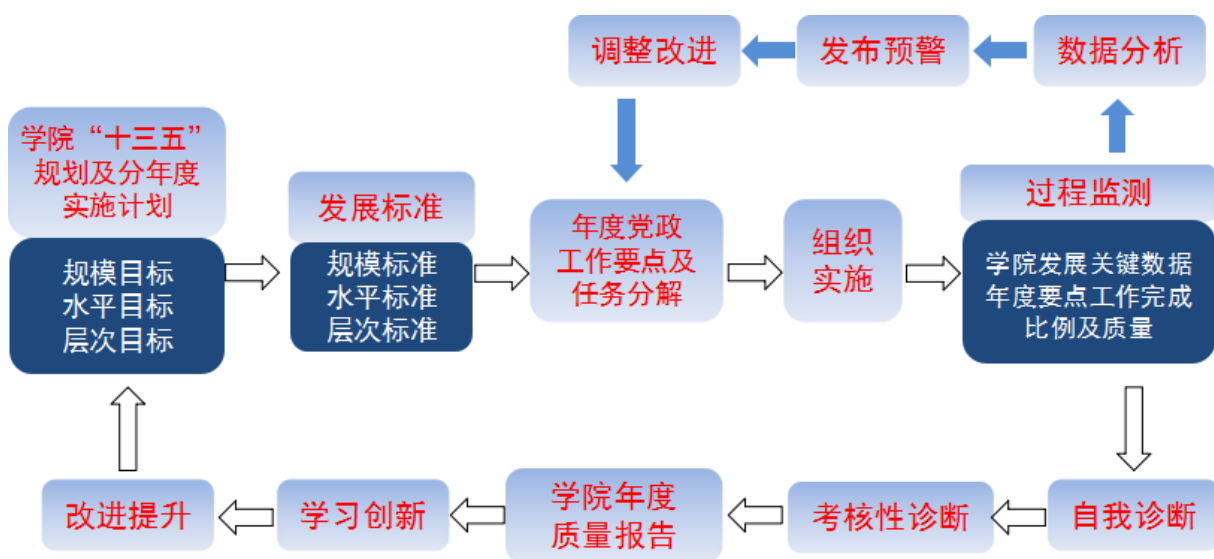 调整改进
发布预警
数据分析
学院“十三五”
规划及分年度
实施计划
规模目标
水平目标
层次目标
发展标准
规模标准
水平标准
层次标准
年度党政
工作要点及
任务分解
组织
实施
过程监测
学院发展关键数据
年度要点工作完成
比例及质量
改进提升
学习创新
学院年度
质量报告
考核性诊断
自我诊断